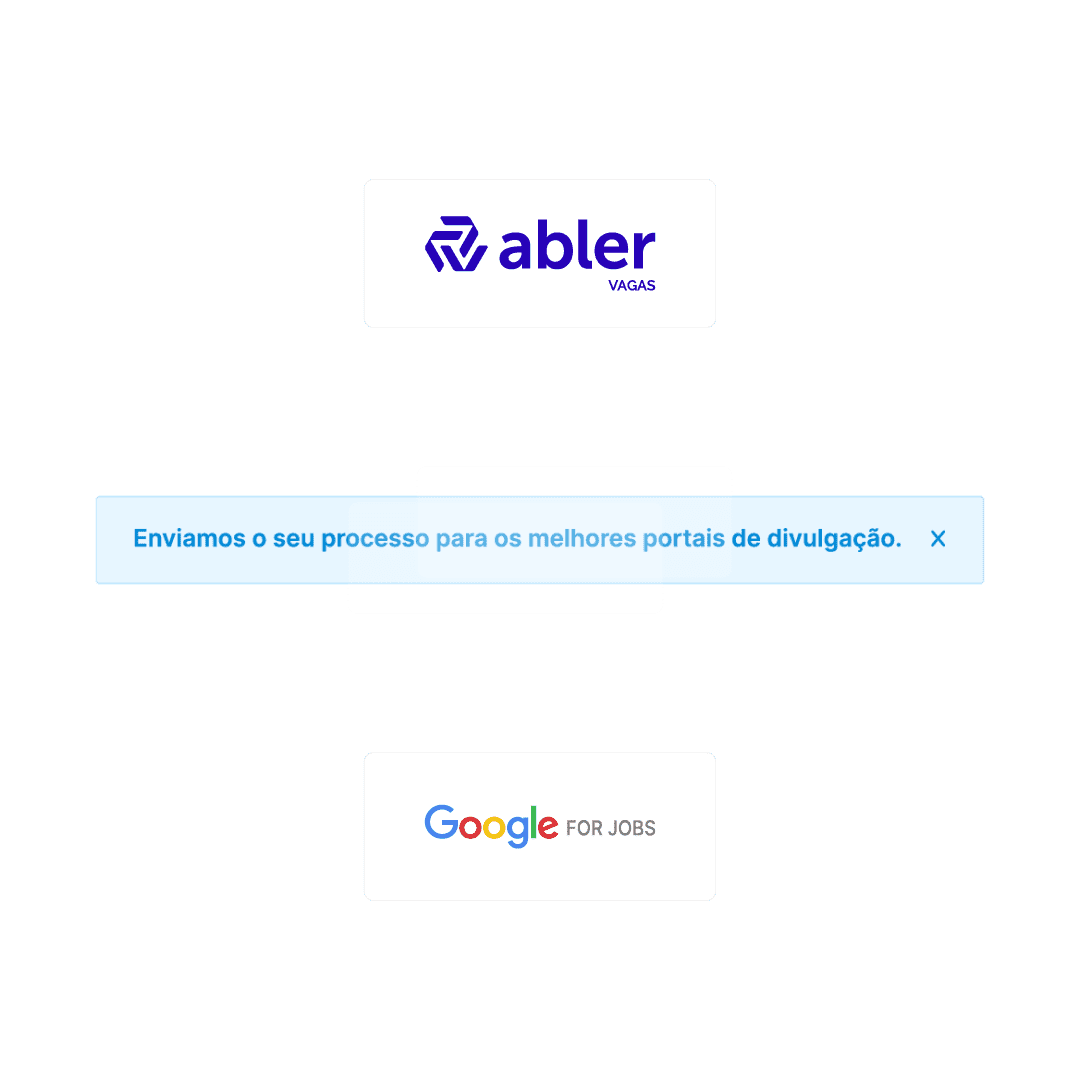 abler
VAGAS
Enviamos o seu processo para os melhores portais de divulgação. X
Google FOR JOBS